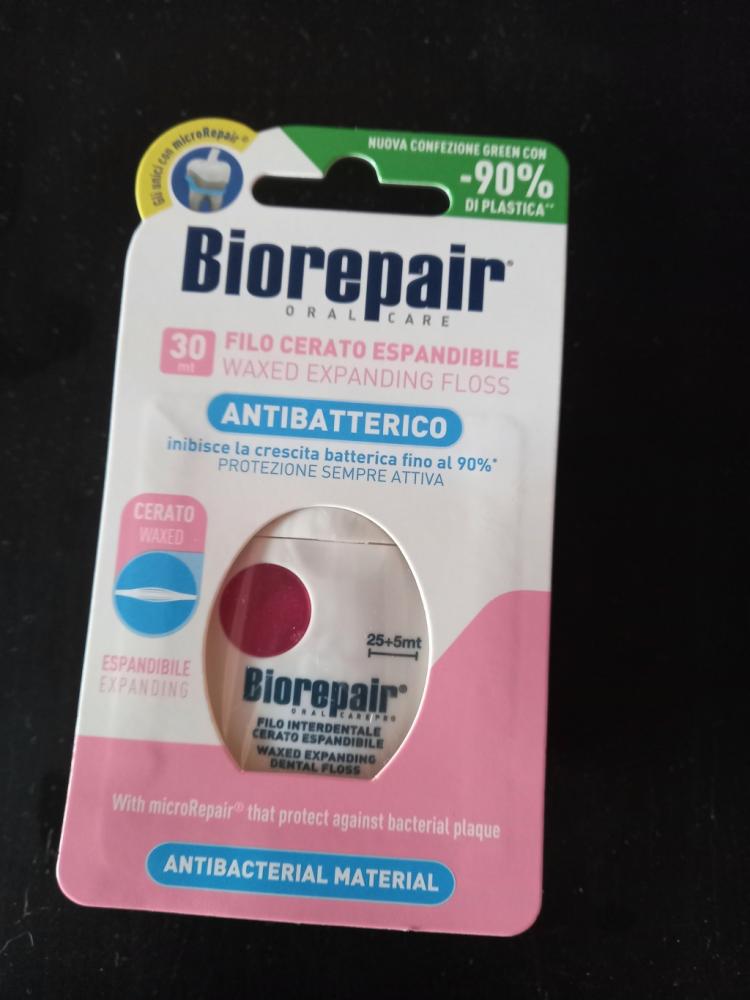 Gli unici con microRepair®
NUOVA CONFEZIONE GREEN CON
-90%
DI PLASTICA**
Biorepair®
ORAL CARE
30 mt
FILO CERATO ESPANDIBILE
WAXED EXPANDING FLOSS
ANTIBATTERICO
inibisce la crescita batterica fino al 90%*
PROTEZIONE SEMPRE ATTIVA
CERATO
WAXED
ESPANDIBILE
EXPANDING
25+5mt
Biorepair®
ORAL CARE PRO
FILO INTERDENTALE
CERATO ESPANDIBILE
WAXED EXPANDING
DENTAL FLOSS
With microRepair® that protect against bacterial plaque
ANTIBACTERIAL MATERIAL